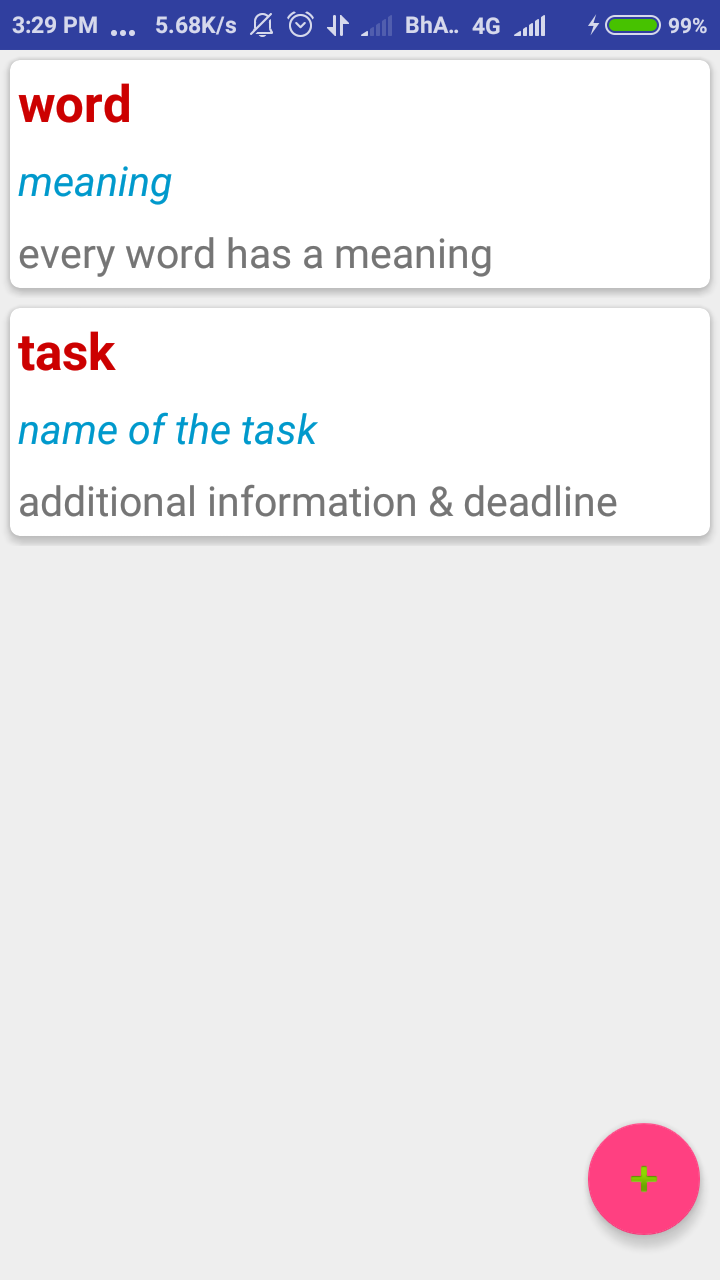 3:29 PM ... 5.68K/s BhA.. 4G 99%
word
meaning
every word has a meaning
task
name of the task
additional information & deadline
+